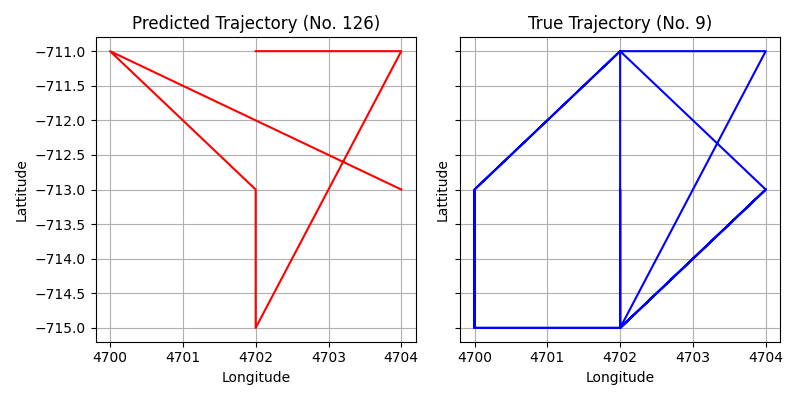 Predicted Trajectory (No. 126)
True Trajectory (No. 9)
−711.0
−711.5
−712.0
−712.5
−713.0
−713.5
−714.0
−714.5
−715.0
Lattitude
Lattitude
4700 4701 4702 4703 4704
4700 4701 4702 4703 4704
Longitude
Longitude